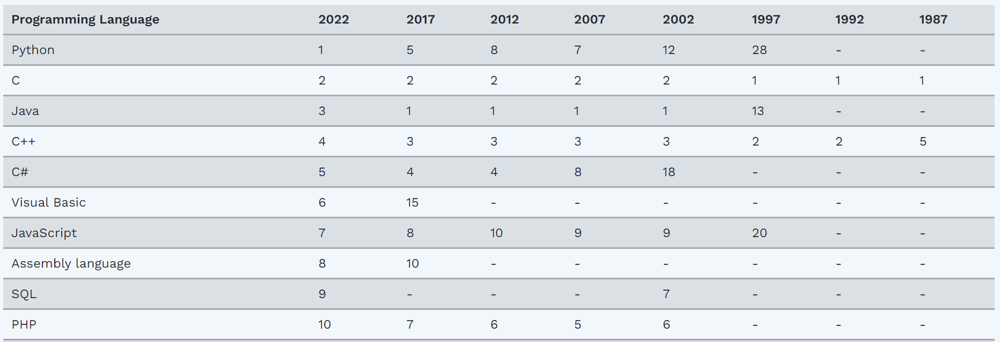 Programming Language 2022 2017 2012 2007 2002 1997 1992 1987
Python 1 5 8 7 12 28 - -
C 2 2 2 2 2 1 1 1
Java 3 1 1 1 1 13 - -
C++ 4 3 3 3 3 2 2 5
C# 5 4 4 8 18 - - -
Visual Basic 6 15 - - - - - -
JavaScript 7 8 10 9 9 20 - -
Assembly language 8 10 - - - - - -
SQL 9 - - - 7 - - -
PHP 10 7 6 5 6 - - -